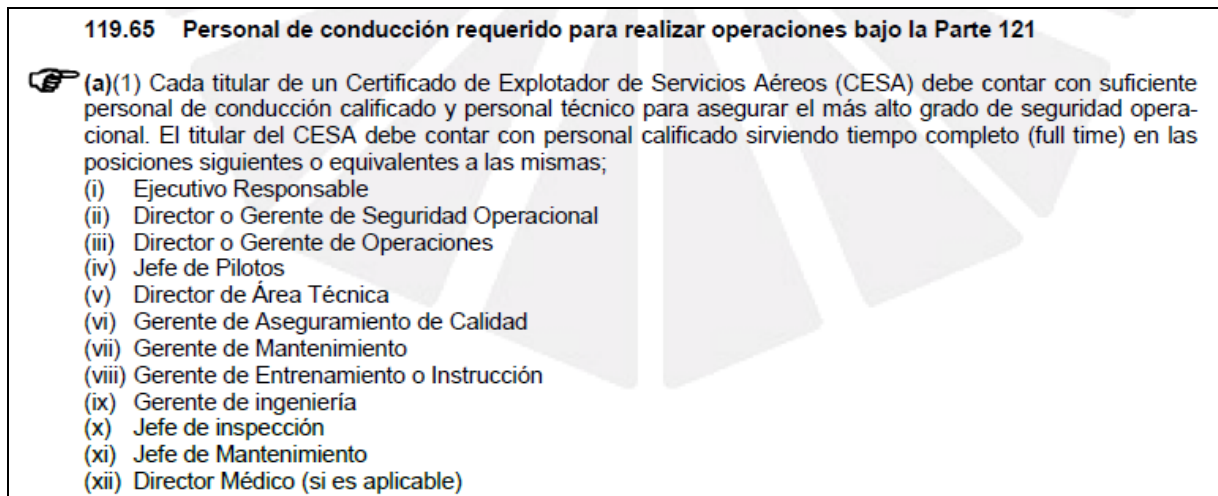 119.65 Personal de conducción requerido para realizar operaciones bajo la Parte 121
(a)(1) Cada titular de un Certificado de Explotador de Servicios Aéreos (CESA) debe contar con suficiente
personal de conducción calificado y personal técnico para asegurar el más alto grado de seguridad opera-
cional. El titular del CESA debe contar con personal calificado sirviendo tiempo completo (full time) en las
posiciones siguientes o equivalentes a las mismas;
(i) Ejecutivo Responsable
(ii) Director o Gerente de Seguridad Operacional
(iii) Director o Gerente de Operaciones
(iv) Jefe de Pilotos
(v) Director de Área Técnica
(vi) Gerente de Aseguramiento de Calidad
(vii) Gerente de Mantenimiento
(viii) Gerente de Entrenamiento o Instrucción
(ix) Gerente de ingeniería
(x) Jefe de inspección
(xi) Jefe de Mantenimiento
(xii) Director Médico (si es aplicable)